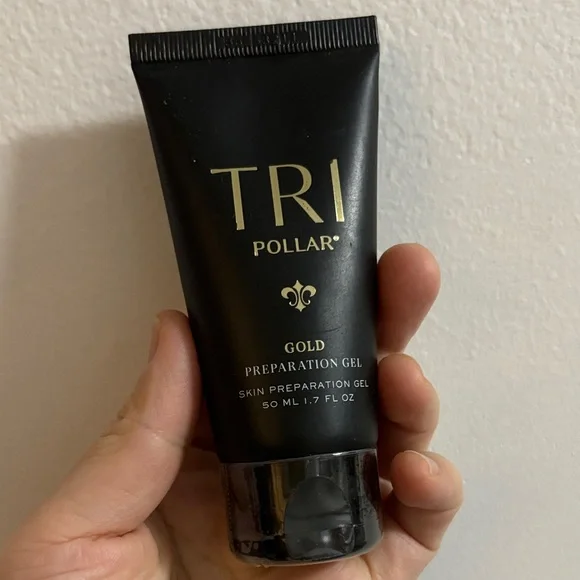 TRI
POLLAR®
GOLD
PREPARATION GEL
SKIN PREPARATION GEL
50 ML 1.7 FL OZ